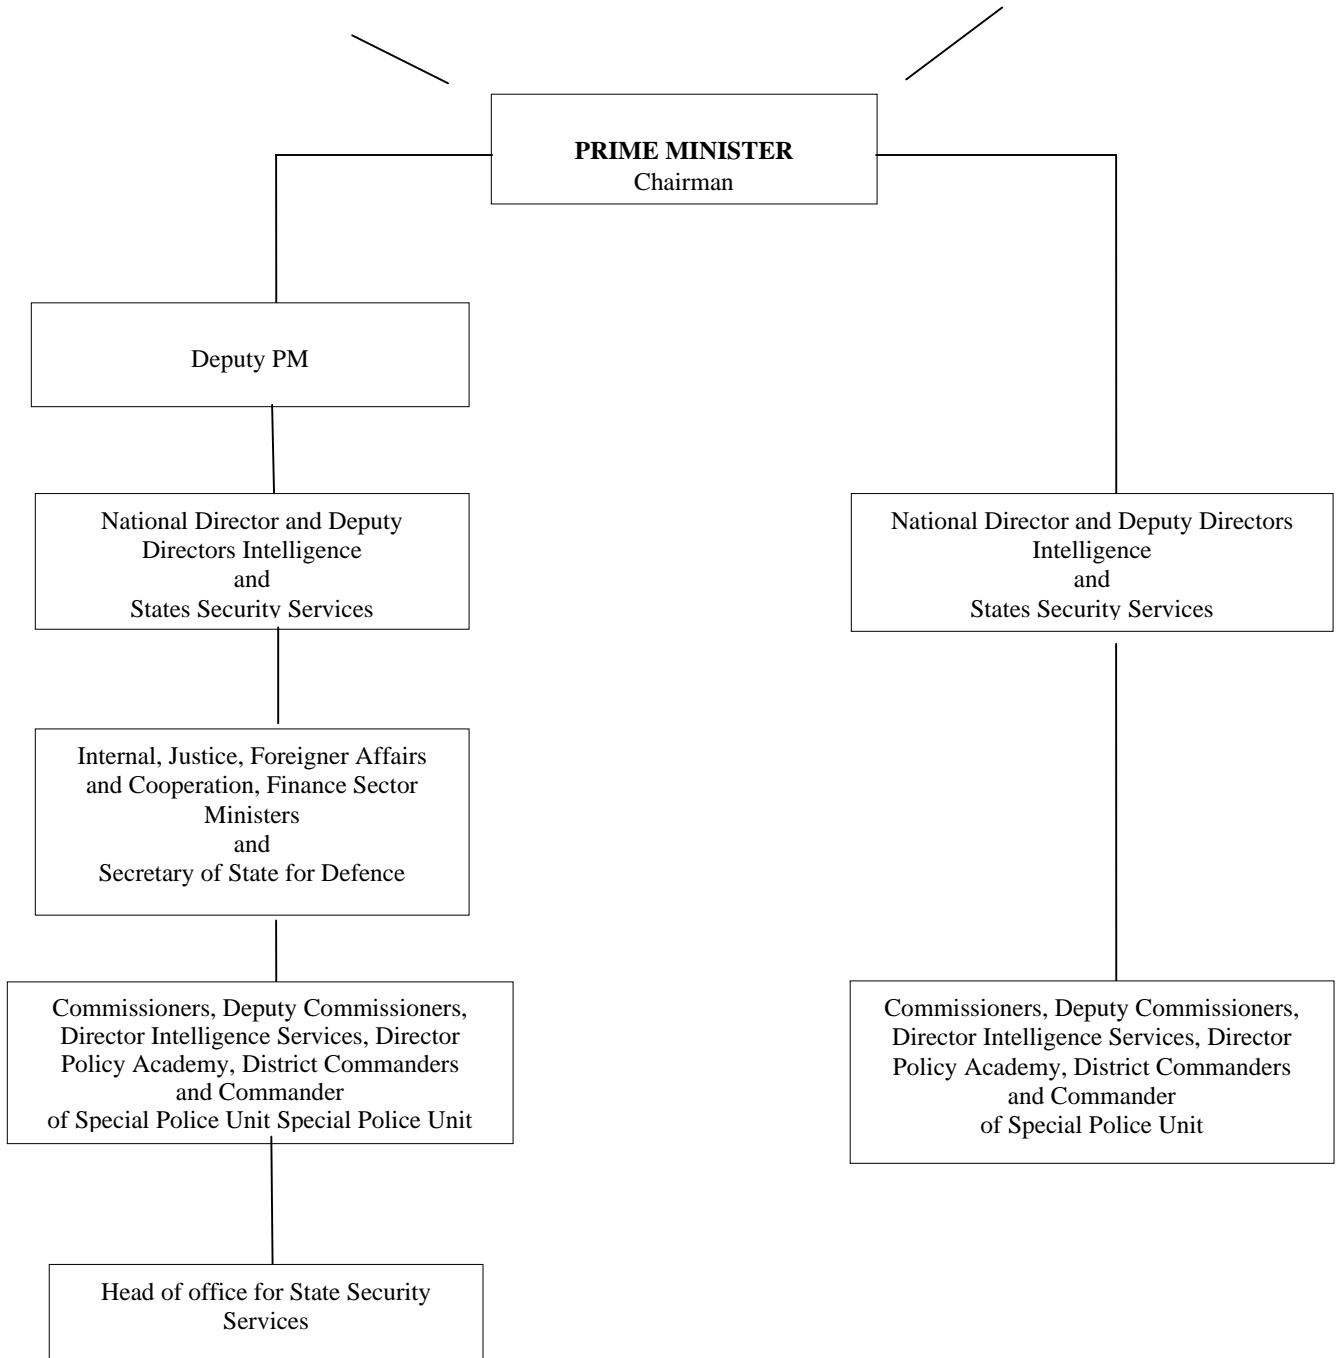 PRIME MINISTER
Chairman
Deputy PM
National Director and Deputy
Directors Intelligence
and
States Security Services
National Director and Deputy Directors
Intelligence
and
States Security Services
Internal, Justice, Foreigner Affairs
and Cooperation, Finance Sector
Ministers
and
Secretary of State for Defence
Commissioners, Deputy Commissioners,
Director Intelligence Services, Director
Policy Academy, District Commanders
and Commander
of Special Police Unit Special Police Unit
Commissioners, Deputy Commissioners,
Director Intelligence Services, Director
Policy Academy, District Commanders
and Commander
of Special Police Unit
Head of office for State Security
Services